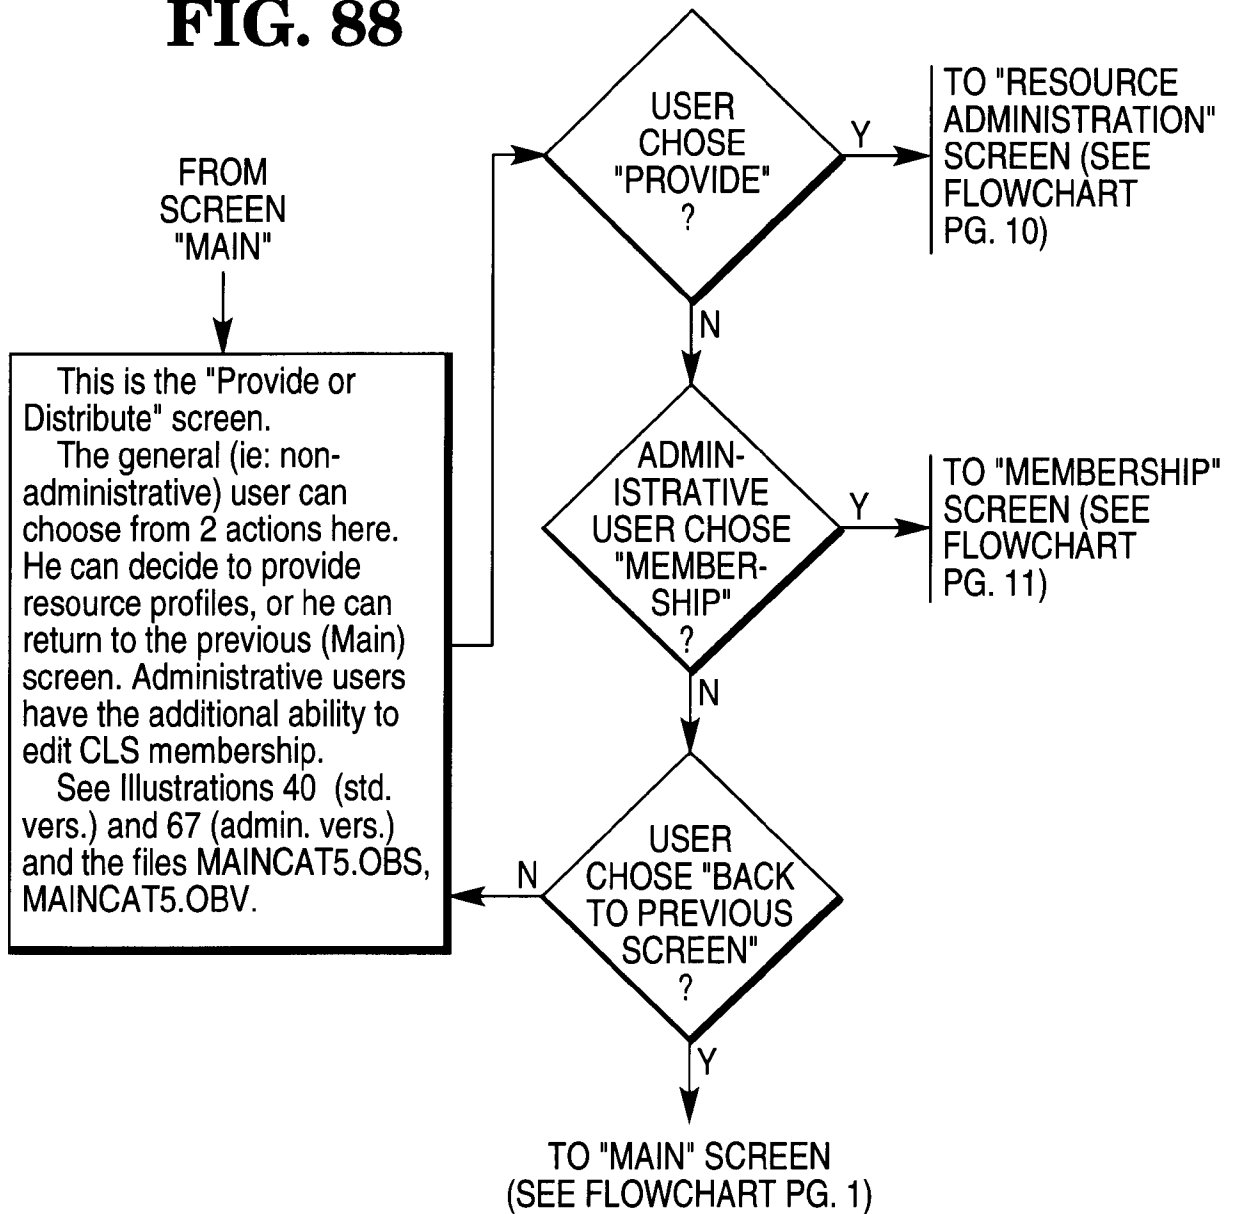 FIG. 88
FROM
SCREEN
"MAIN"
This is the "Provide or
Distribute" screen.
The general (ie: non-
administrative) user can
choose from 2 actions here.
He can decide to provide
resource profiles, or he can
return to the previous (Main)
screen. Administrative users
have the additional ability to
edit CLS membership.
See Illustrations 40 (std.
vers.) and 67 (admin. vers.)
and the files MAINCAT5.OBS,
MAINCAT5.OBV.
USER
CHOSE
"PROVIDE"
?
Y
TO "RESOURCE
ADMINISTRATION"
SCREEN (SEE
FLOWCHART
PG. 10)
N
ADMIN-
ISTRATIVE
USER CHOSE
"MEMBER-
SHIP"
?
Y
TO "MEMBERSHIP"
SCREEN (SEE
FLOWCHART
PG. 11)
N
USER
CHOSE "BACK
TO PREVIOUS
SCREEN"
?
N
Y
TO "MAIN" SCREEN
(SEE FLOWCHART PG. 1)